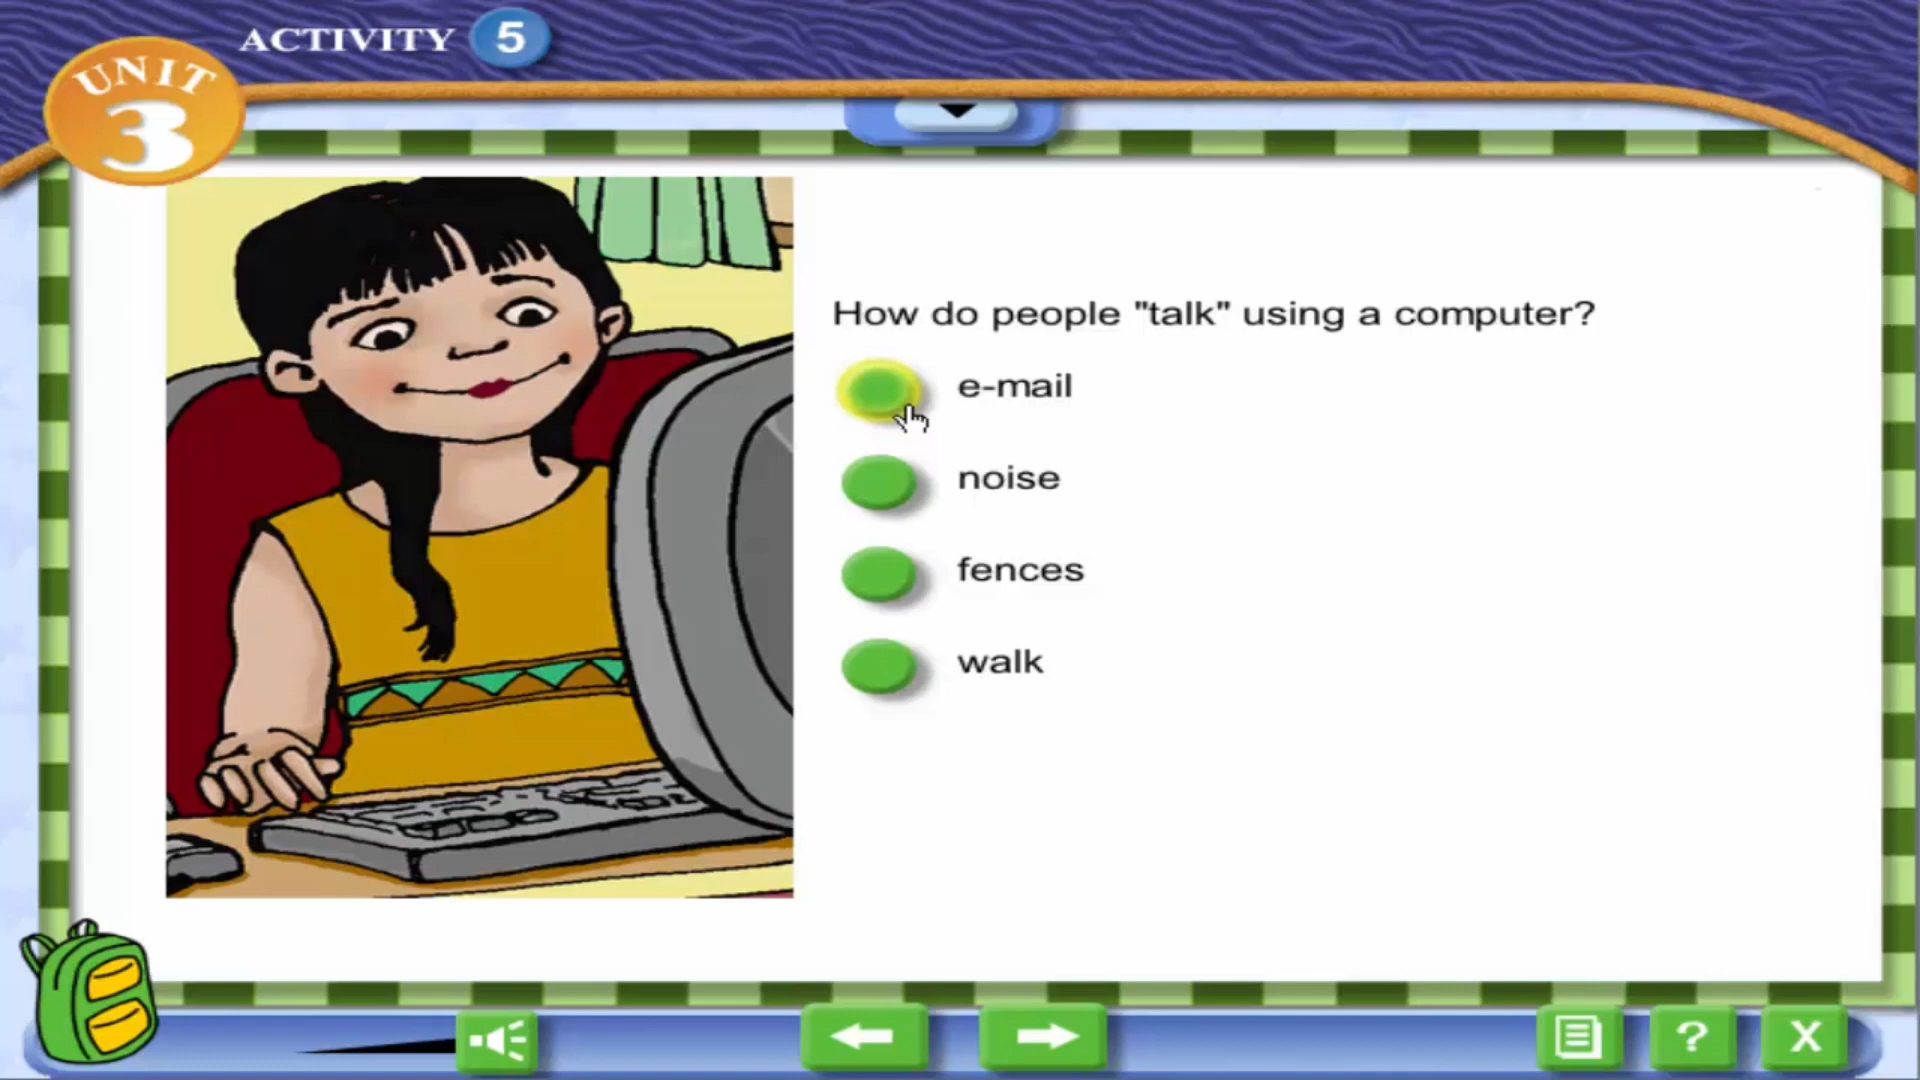 ACTIVITY 5
UNIT
3
How do people "talk" using a computer?
e-mail
noise
fences
walk
?
X